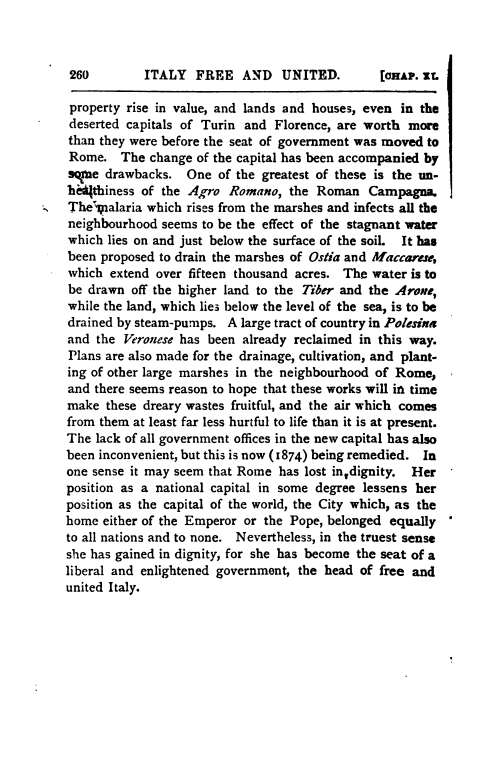 260 ITALY FREE AND UNITED. [CHAP. XI.
property rise in value, and lands and houses, even in the
deserted capitals of Turin and Florence, are worth more
than they were before the seat of government was moved to
Rome. The change of the capital has been accompanied by
some drawbacks. One of the greatest of these is the un-
healthiness of the Agro Romano, the Roman Campagna.
The malaria which rises from the marshes and infects all the
neighbourhood seems to be the effect of the stagnant water
which lies on and just below the surface of the soil. It has
been proposed to drain the marshes of Ostia and Maccarese,
which extend over fifteen thousand acres. The water is to
be drawn off the higher land to the Tiber and the Arone,
while the land, which lies below the level of the sea, is to be
drained by steam-pumps. A large tract of country in Polesina
and the Veronese has been already reclaimed in this way.
Plans are also made for the drainage, cultivation, and plant-
ing of other large marshes in the neighbourhood of Rome,
and there seems reason to hope that these works will in time
make these dreary wastes fruitful, and the air which comes
from them at least far less hurtful to life than it is at present.
The lack of all government offices in the new capital has also
been inconvenient, but this is now (1874) being remedied. In
one sense it may seem that Rome has lost in dignity. Her
position as a national capital in some degree lessens her
position as the capital of the world, the City which, as the
home either of the Emperor or the Pope, belonged equally
to all nations and to none. Nevertheless, in the truest sense
she has gained in dignity, for she has become the seat of a
liberal and enlightened government, the head of free and
united Italy.